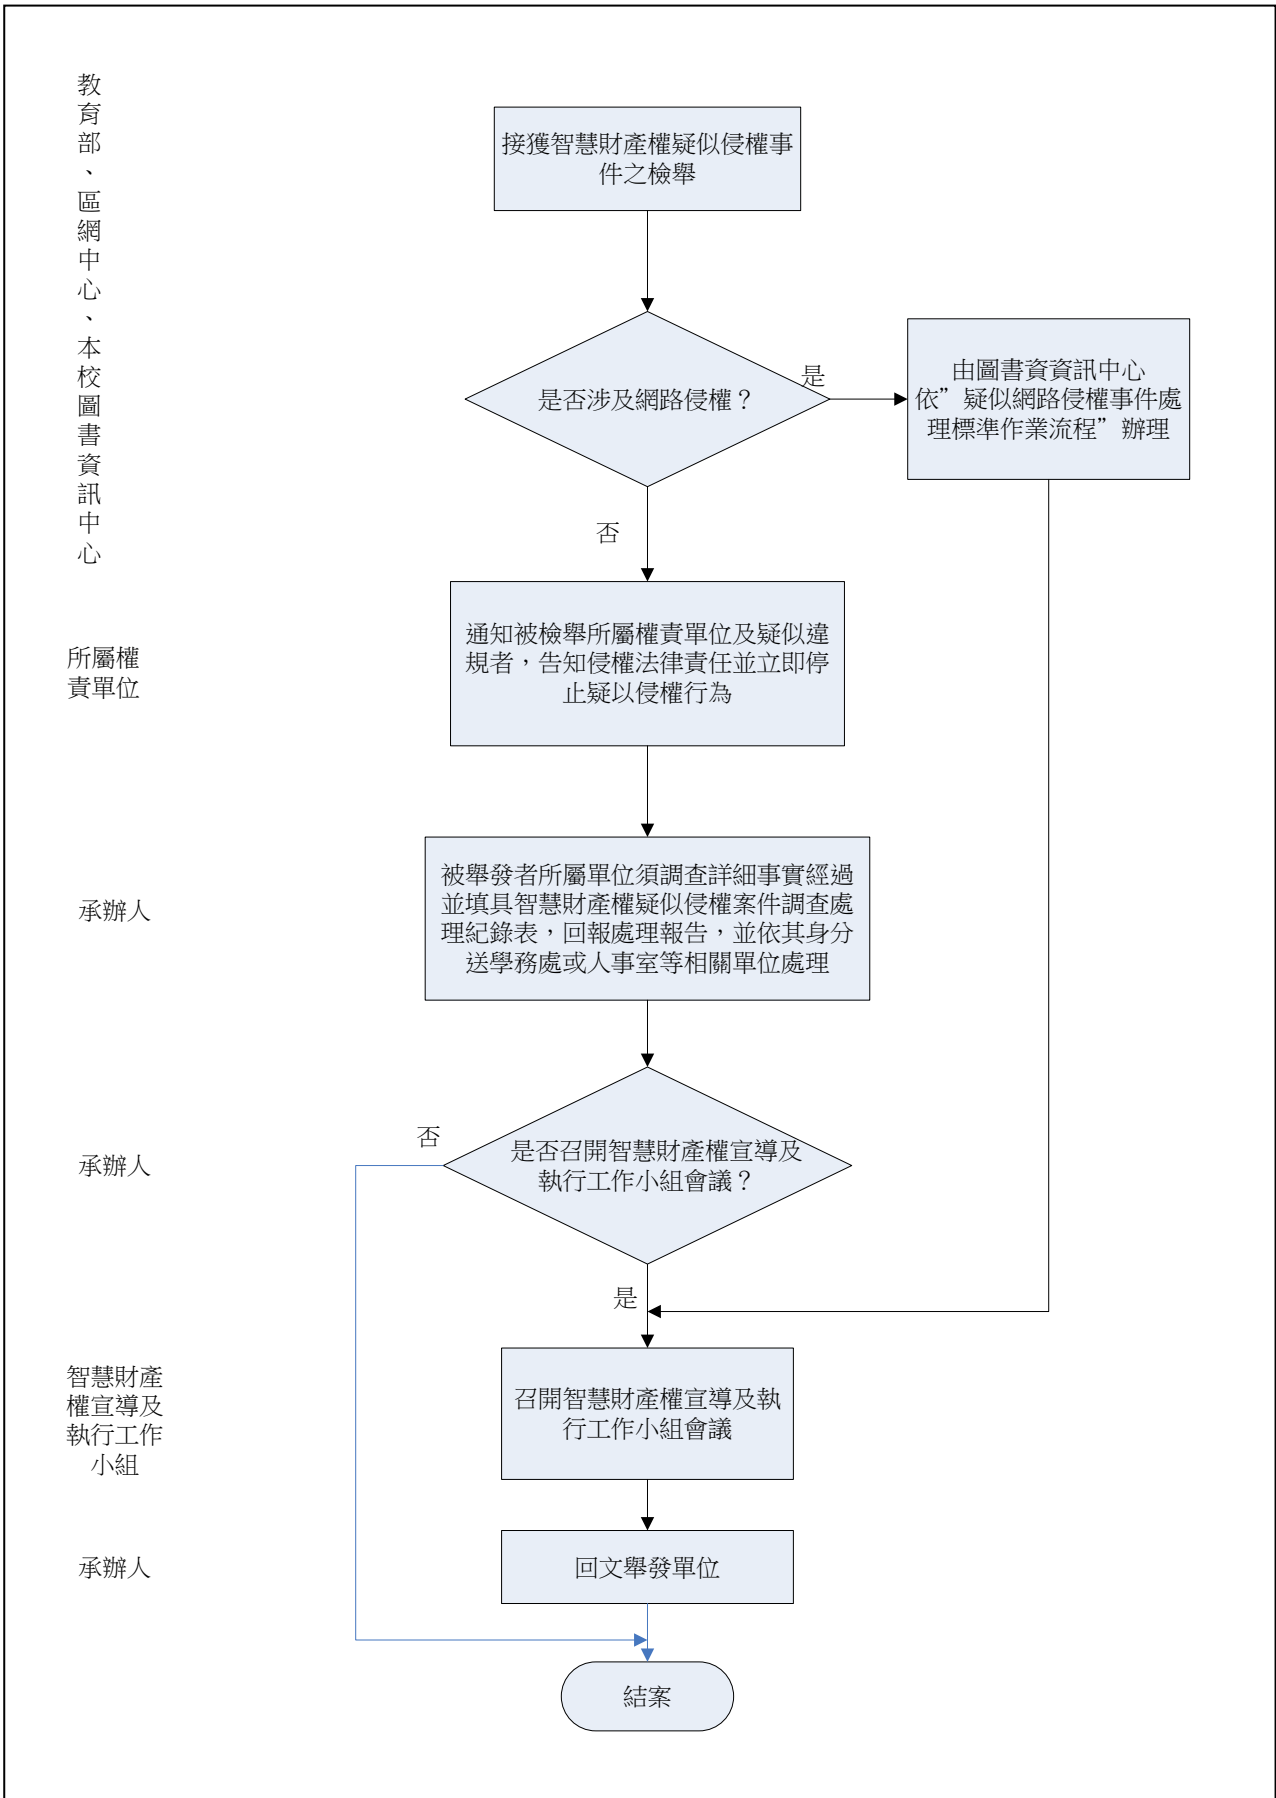 教育部、區網中心、本校圖書資訊中心
接獲智慧財產權疑似侵權事
件之檢舉
是否涉及網路侵權？
是
由圖書資資訊中心
依”疑似網路侵權事件處
理標準作業流程”辦理
否
所屬權
責單位
通知被檢舉所屬權責單位及疑似違
規者，告知侵權法律責任並立即停
止疑以侵權行為
承辦人
被舉發者所屬單位須調查詳細事實經過
並填具智慧財產權疑似侵權案件調查處
理紀錄表，回報處理報告，並依其身分
送學務處或人事室等相關單位處理
承辦人
否
是否召開智慧財產權宣導及
執行工作小組會議？
是
智慧財產
權宣導及
執行工作
小組
召開智慧財產權宣導及執
行工作小組會議
承辦人
回文舉發單位
結案